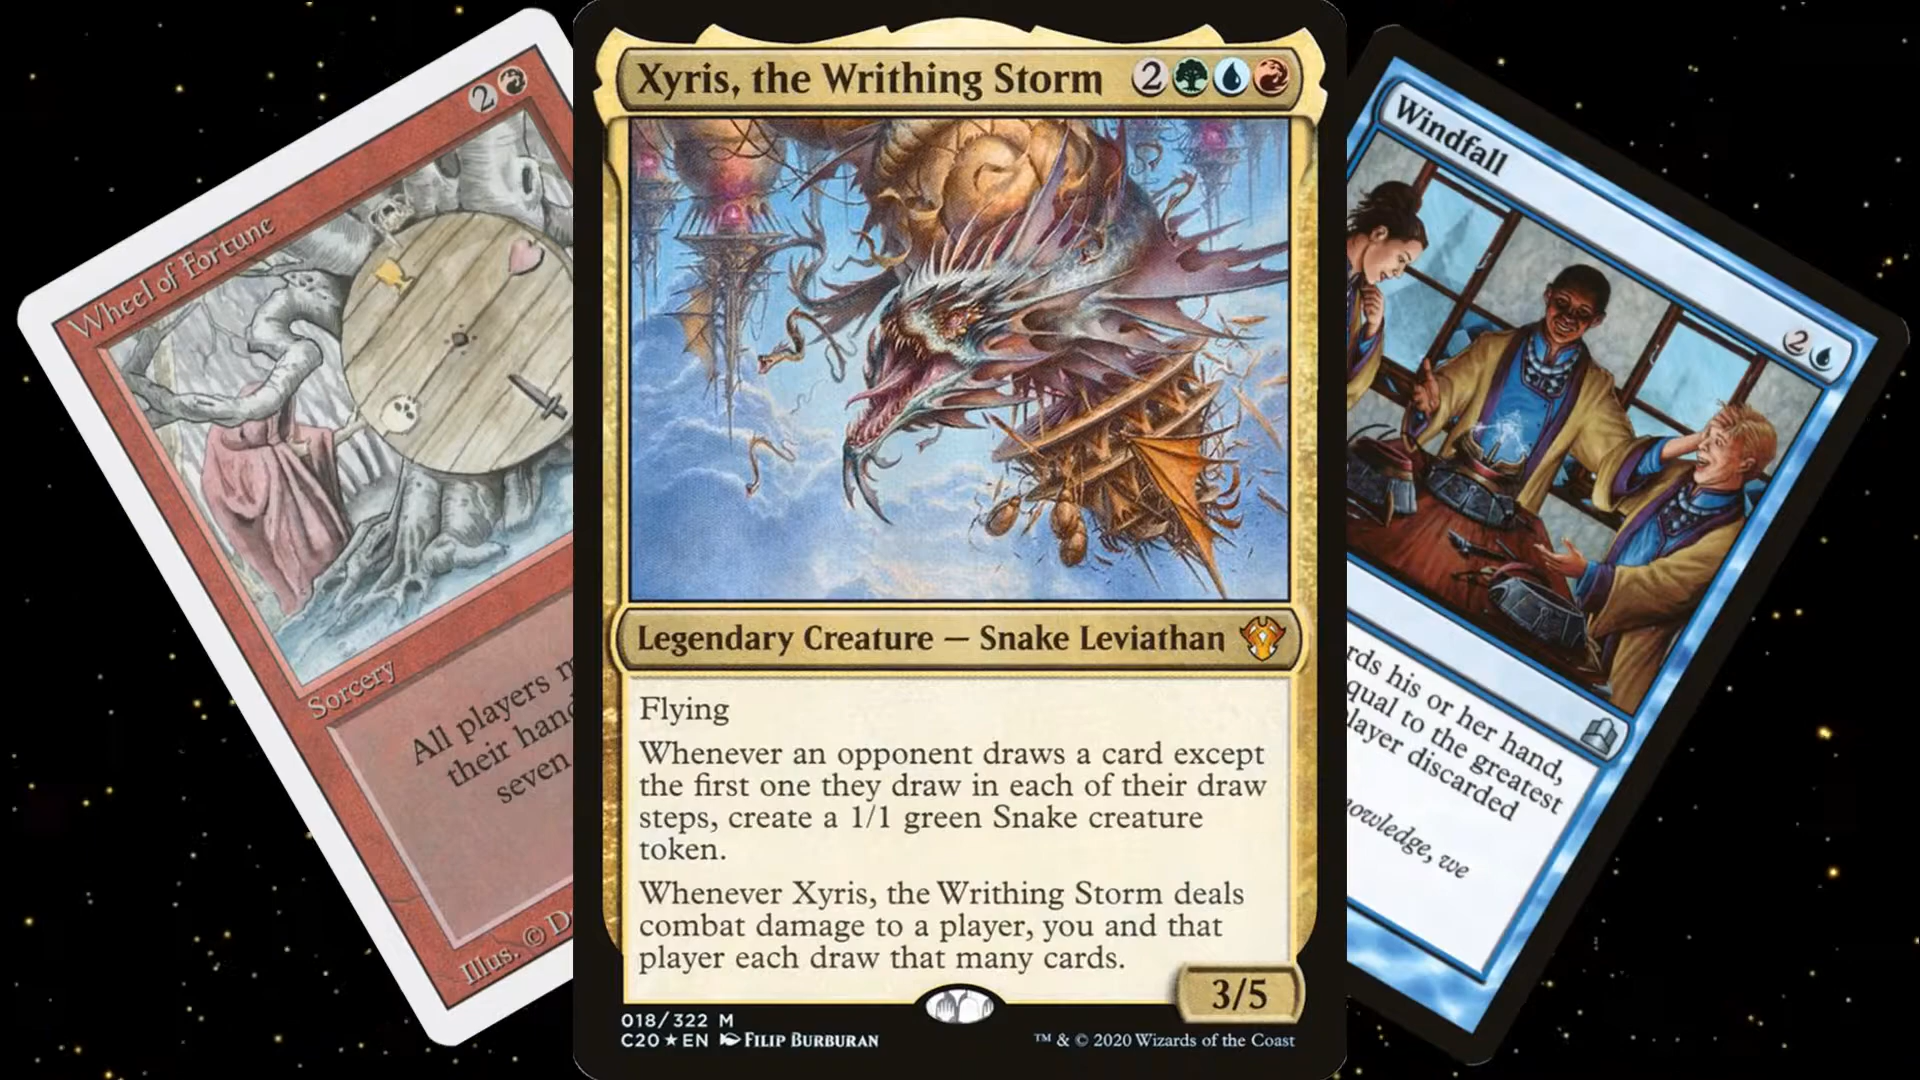 Wheel of Fortune
2
Sorcery
All players m
their hand
seven
Illus. © D
Xyris, the Writhing Storm 2
Legendary Creature — Snake Leviathan
Flying
Whenever an opponent draws a card except
the first one they draw in each of their draw
steps, create a 1/1 green Snake creature
token.
Whenever Xyris, the Writhing Storm deals
combat damage to a player, you and that
player each draw that many cards.
3/5
018/322 M
C20 ★ EN FILIP BURBURAN
™ & © 2020 Wizards of the Coast
Windfall
2
rds his or her hand,
qual to the greatest
layer discarded
nowledge, we